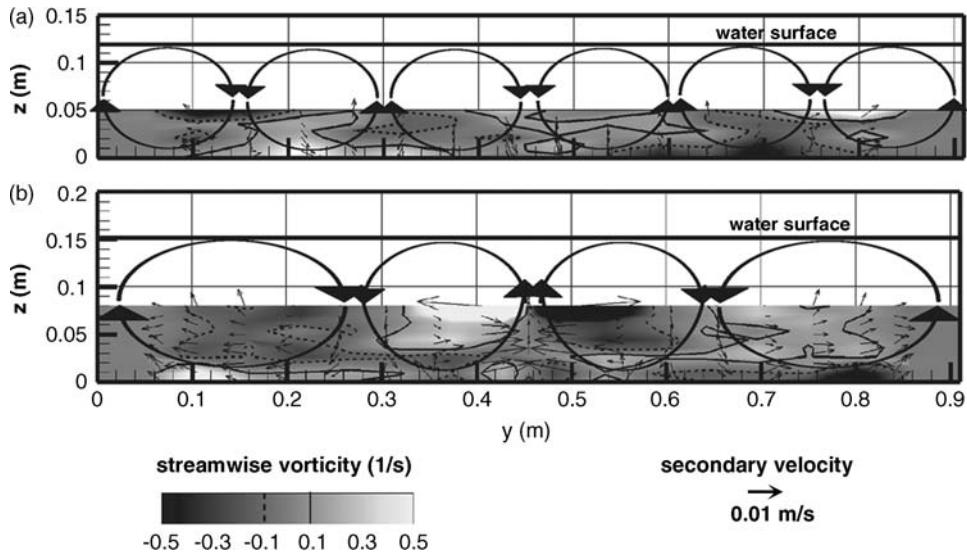 (a)
0.15
water surface
0.1
z (m)
0.05
0
(b)
0.2
water surface
0.15
z (m)
0.1
0.05
0
0 0.1 0.2 0.3 0.4 0.5 0.6 0.7 0.8 0.9
y (m)
streamwise vorticity (1/s)
secondary velocity
0.01 m/s
-0.5 -0.3 -0.1 0.1 0.3 0.5